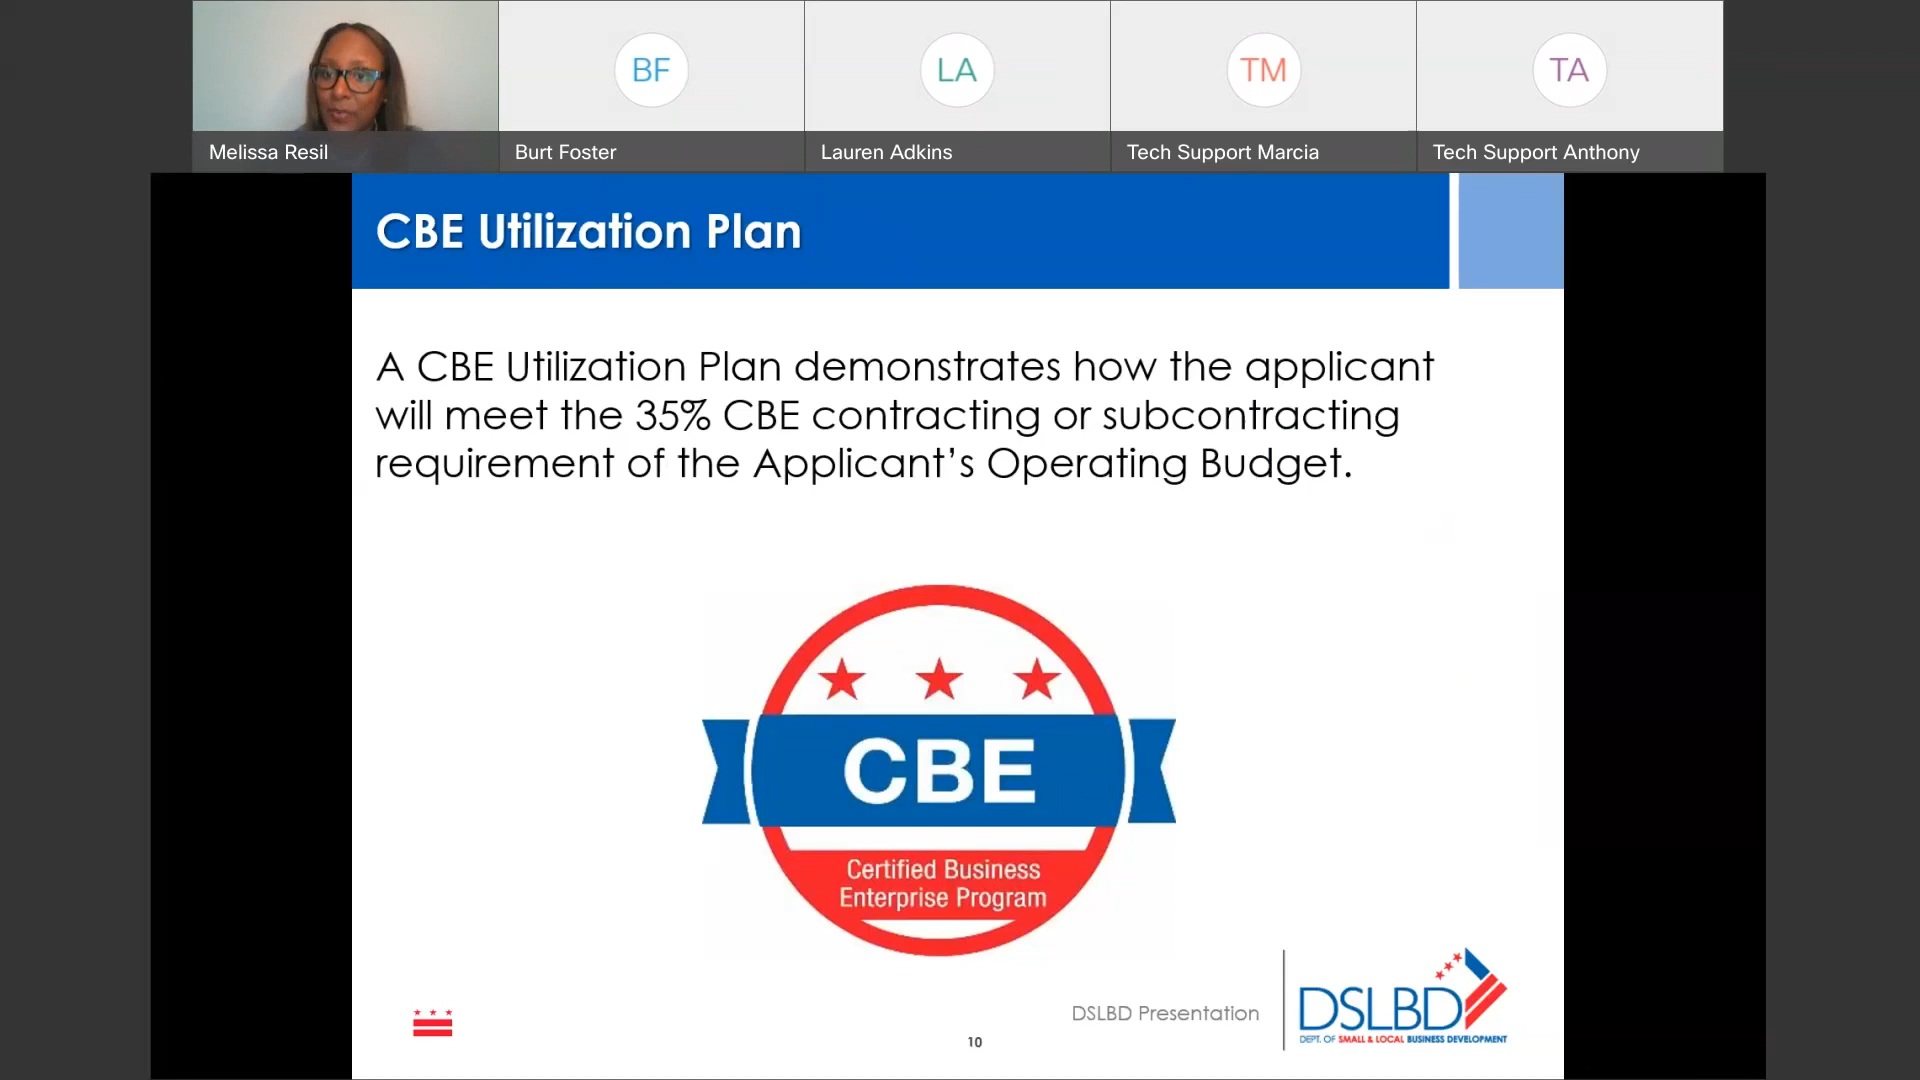 BF
LA
TM
TA
Melissa Resil
Burt Foster
Lauren Adkins
Tech Support Marcia
Tech Support Anthony
CBE Utilization Plan
A CBE Utilization Plan demonstrates how the applicant
will meet the 35% CBE contracting or subcontracting
requirement of the Applicant’s Operating Budget.
CBE
Certified Business
Enterprise Program
DSLBD Presentation
DSLBD
DEPT. OF SMALL & LOCAL BUSINESS DEVELOPMENT
10